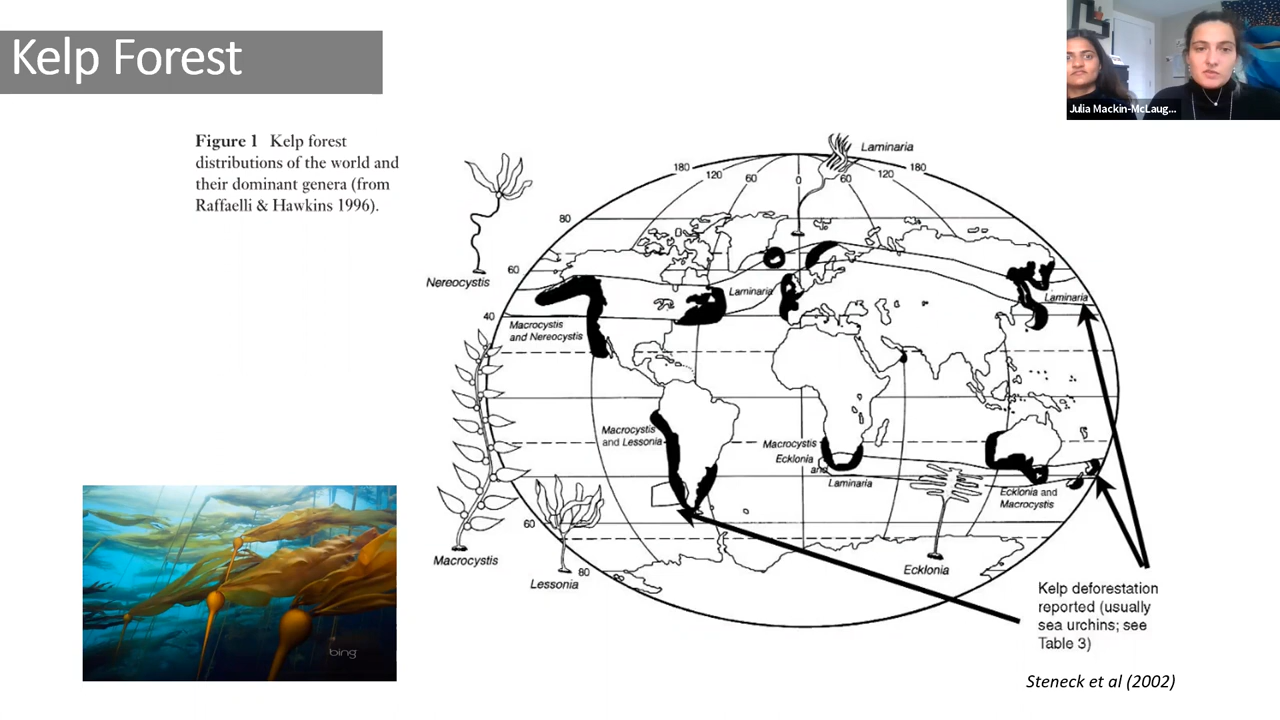 Kelp Forest
Julia Mackin-McLaug...
Figure 1 Kelp forest
distributions of the world and
their dominant genera (from
Raffaelli & Hawkins 1996).
Laminaria
180
120
60
0
60
120
180
80
Nereocystis
60
Laminaria
Laminaria
40
Macrocystis
and Nereocystis
Macrocystis
and Lessonia
Macrocystis
Ecklonia
and
Laminaria
Ecklonia and
Macrocystis
60
Macrocystis
Lessonia
80
Ecklonia
Kelp deforestation
reported (usually
sea urchins; see
Table 3)
bing
Steneck et al (2002)